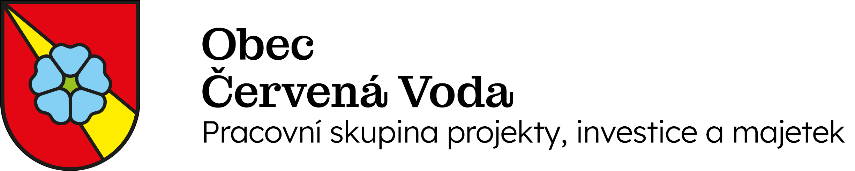 Obec
Červená Voda
Pracovní skupina projekty, investice a majetek